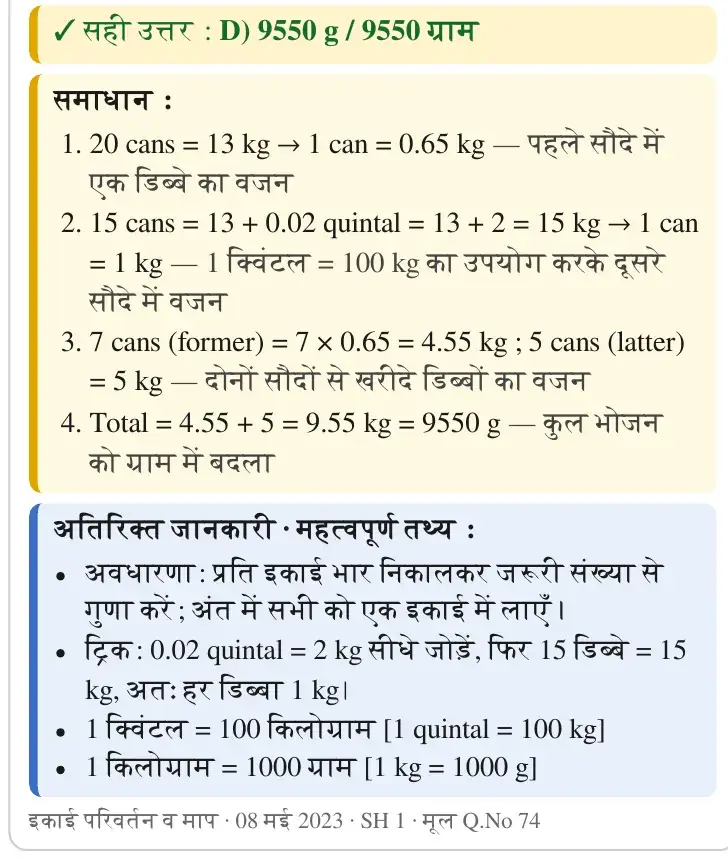 ✓ सही उत्तर : D) 9550 g / 9550 ग्राम
समाधान :
1. 20 cans = 13 kg → 1 can = 0.65 kg — पहले सौदे में
एक डिब्बे का वजन
2. 15 cans = 13 + 0.02 quintal = 13 + 2 = 15 kg → 1 can
= 1 kg — 1 क्विंटल = 100 kg का उपयोग करके दूसरे
सौदे में वजन
3. 7 cans (former) = 7 × 0.65 = 4.55 kg ; 5 cans (latter)
= 5 kg — दोनों सौदों से खरीदे डिब्बों का वजन
4. Total = 4.55 + 5 = 9.55 kg = 9550 g — कुल भोजन
को ग्राम में बदला
अतिरिक्त जानकारी · महत्वपूर्ण तथ्य :
• अवधारणा : प्रति इकाई भार निकालकर जरूरी संख्या से
गुणा करें ; अंत में सभी को एक इकाई में लाएँ ।
• ट्रिक : 0.02 quintal = 2 kg सीधे जोड़ें, फिर 15 डिब्बे = 15
kg, अतः हर डिब्बा 1 kg।
• 1 क्विंटल = 100 किलोग्राम [1 quintal = 100 kg]
• 1 किलोग्राम = 1000 ग्राम [1 kg = 1000 g]
इकाई परिवर्तन व माप · 08 मई 2023 · SH 1 · मूल Q.No 74